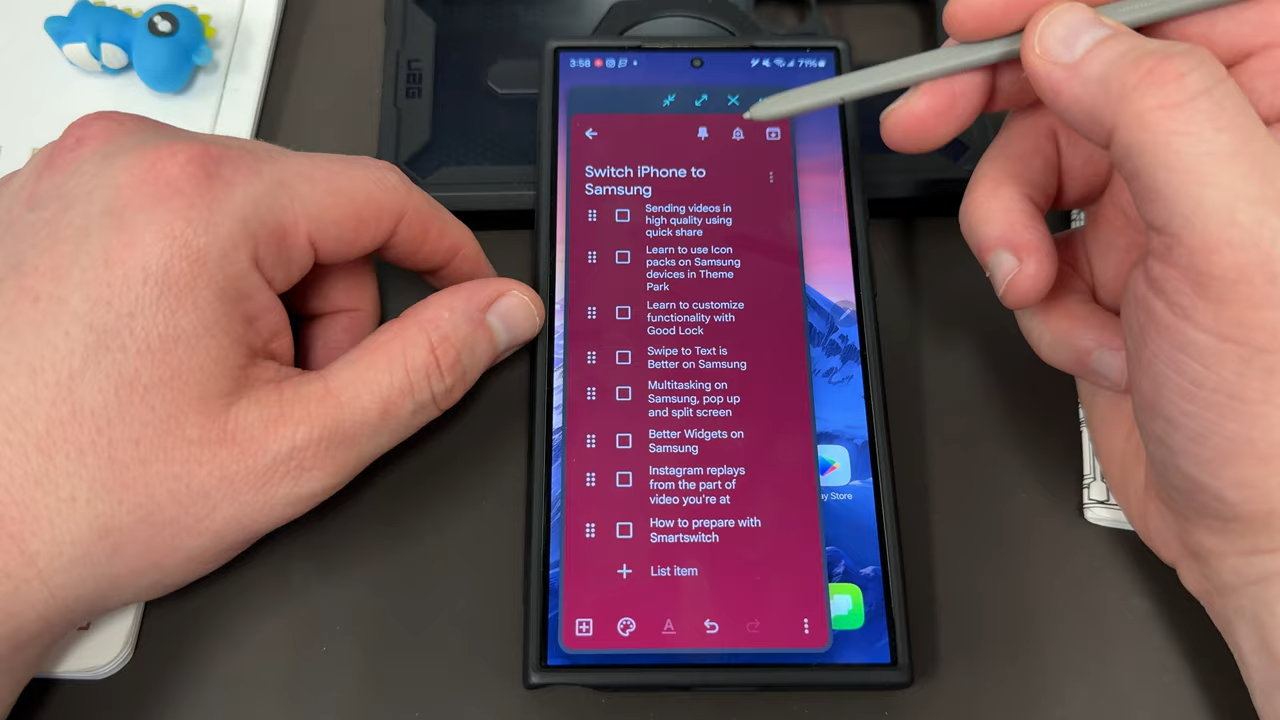 UAG
3:58
71%
Switch iPhone to
Samsung
Sending videos in
high quality using
quick share
Learn to use Icon
packs on Samsung
devices in Theme
Park
Learn to customize
functionality with
Good Lock
Swipe to Text is
Better on Samsung
Multitasking on
Samsung, pop up
and split screen
Better Widgets on
Samsung
Instagram replays
from the part of
video you're at
How to prepare with
Smartswitch
+ List item
A
ay Store